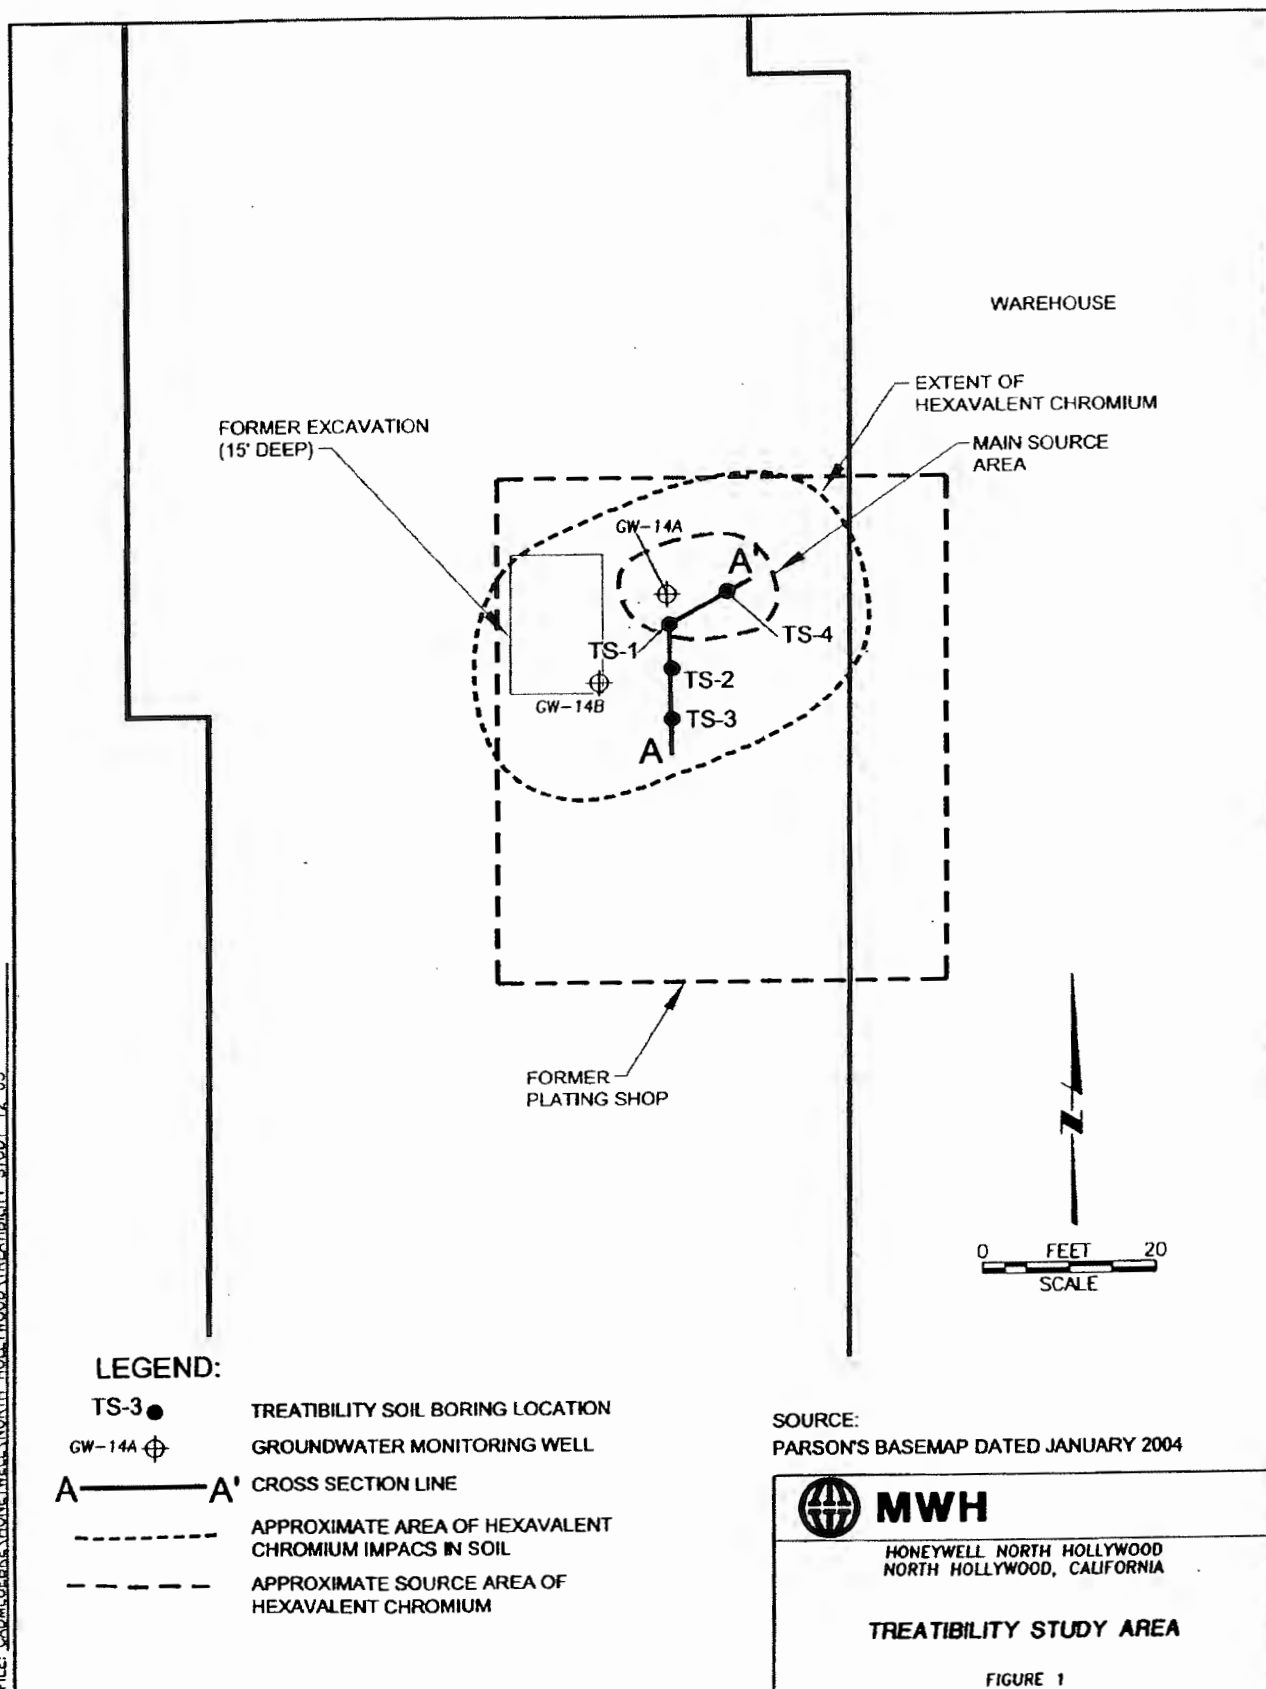 WAREHOUSE
EXTENT OF
HEXAVALENT CHROMIUM
FORMER EXCAVATION
(15' DEEP)
MAIN SOURCE
AREA
GW-14A
A'
TS-1
TS-4
TS-2
GW-14B
TS-3
A
FORMER
PLATING SHOP
N
0 FEET 20
SCALE
LEGEND:
TS-3 TREATIBILITY SOIL BORING LOCATION
GW-14A GROUNDWATER MONITORING WELL
A A' CROSS SECTION LINE
APPROXIMATE AREA OF HEXAVALENT
CHROMIUM IMPACS IN SOIL
APPROXIMATE SOURCE AREA OF
HEXAVALENT CHROMIUM
SOURCE:
PARSON'S BASEMAP DATED JANUARY 2004
MWH
HONEYWELL NORTH HOLLYWOOD
NORTH HOLLYWOOD, CALIFORNIA
TREATIBILITY STUDY AREA
FIGURE 1